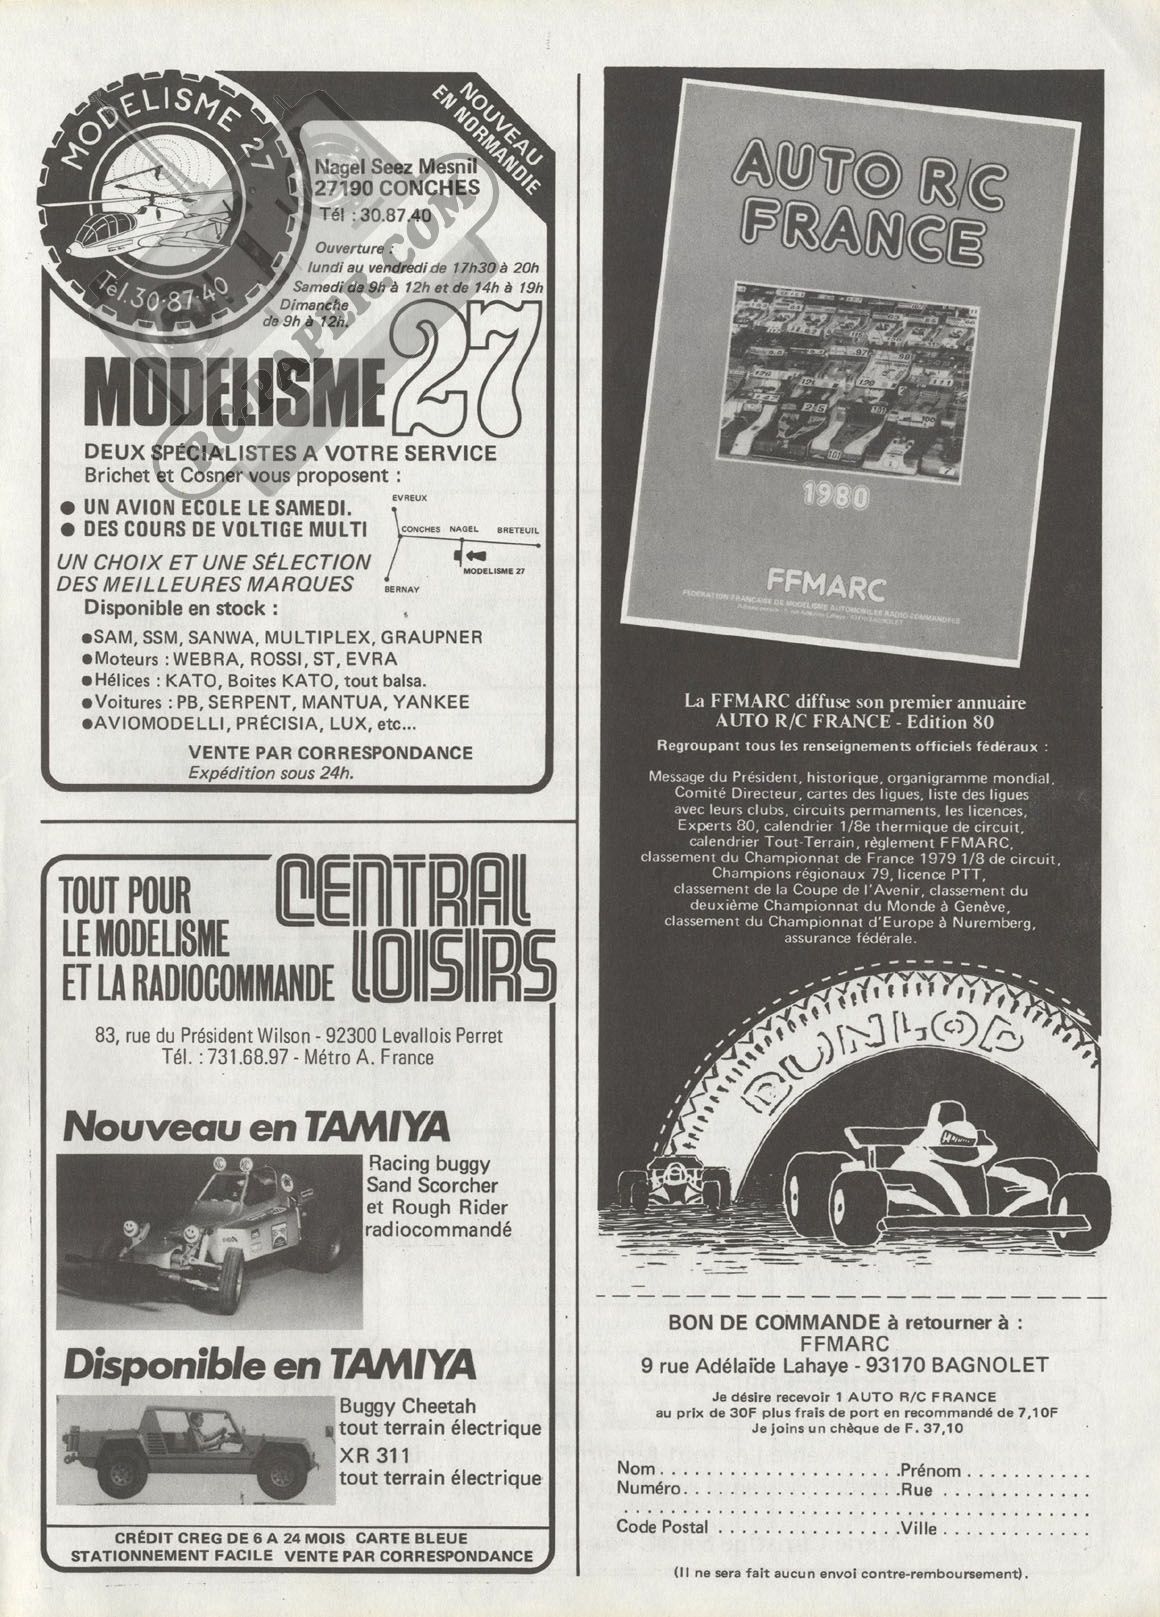 MODELISME 27
Tél. 30·87·40
NOUVEAU
EN NORMANDIE
Nagel Seez Mesnil
27190 CONCHES
Tél : 30.87.40
Ouverture :
lundi au vendredi de 17h30 à 20h
Samedi de 9h à 12h et de 14h à 19h
Dimanche
de 9h à 12h.
RC-PAPER.COM
MODELISME 27
DEUX SPÉCIALISTES A VOTRE SERVICE
Brichet et Cosner vous proposent :
● UN AVION ECOLE LE SAMEDI.
● DES COURS DE VOLTIGE MULTI
UN CHOIX ET UNE SÉLECTION
DES MEILLEURES MARQUES
EVREUX
CONCHES NAGEL BRETEUIL
MODELISME 27
BERNAY
Disponible en stock :
●SAM, SSM, SANWA, MULTIPLEX, GRAUPNER
●Moteurs : WEBRA, ROSSI, ST, EVRA
●Hélices : KATO, Boites KATO, tout balsa.
●Voitures : PB, SERPENT, MANTUA, YANKEE
●AVIOMODELLI, PRÉCISIA, LUX, etc...
VENTE PAR CORRESPONDANCE
Expédition sous 24h.
TOUT POUR
LE MODELISME
ET LA RADIOCOMMANDE
CENTRAL
LOISIRS
83, rue du Président Wilson - 92300 Levallois Perret
Tél. : 731.68.97 - Métro A. France
Nouveau en TAMIYA
Racing buggy
Sand Scorcher
et Rough Rider
radiocommandé
Disponible en TAMIYA
Buggy Cheetah
tout terrain électrique
XR 311
tout terrain électrique
CRÉDIT CREG DE 6 A 24 MOIS CARTE BLEUE
STATIONNEMENT FACILE VENTE PAR CORRESPONDANCE
AUTO R/C
FRANCE
1980
FFMARC
FEDERATION FRANCAISE DE MODELISME AUTOMOBILES RADIO-COMMANDEES
La FFMARC diffuse son premier annuaire
AUTO R/C FRANCE - Edition 80
Regroupant tous les renseignements officiels fédéraux :
Message du Président, historique, organigramme mondial,
Comité Directeur, cartes des ligues, liste des ligues
avec leurs clubs, circuits permaments, les licences,
Experts 80, calendrier 1/8e thermique de circuit,
calendrier Tout-Terrain, règlement FFMARC,
classement du Championnat de France 1979 1/8 de circuit,
Champions régionaux 79, licence PTT,
classement de la Coupe de l'Avenir, classement du
deuxième Championnat du Monde à Genève,
classement du Championnat d'Europe à Nuremberg,
assurance fédérale.
DUNLOP
BON DE COMMANDE à retourner à :
FFMARC
9 rue Adélaïde Lahaye - 93170 BAGNOLET
Je désire recevoir 1 AUTO R/C FRANCE
au prix de 30F plus frais de port en recommandé de 7,10F
Je joins un chèque de F. 37,10
Nom . . . . . . . . . . . . . . . . . . . . . .Prénom . . . . . . . . . . .
Numéro. . . . . . . . . . . . . . . . . . . .Rue . . . . . . . . . . . . . .
Code Postal . . . . . . . . . . . . . . . . .Ville . . . . . . . . . . . . .
(Il ne sera fait aucun envoi contre-remboursement).